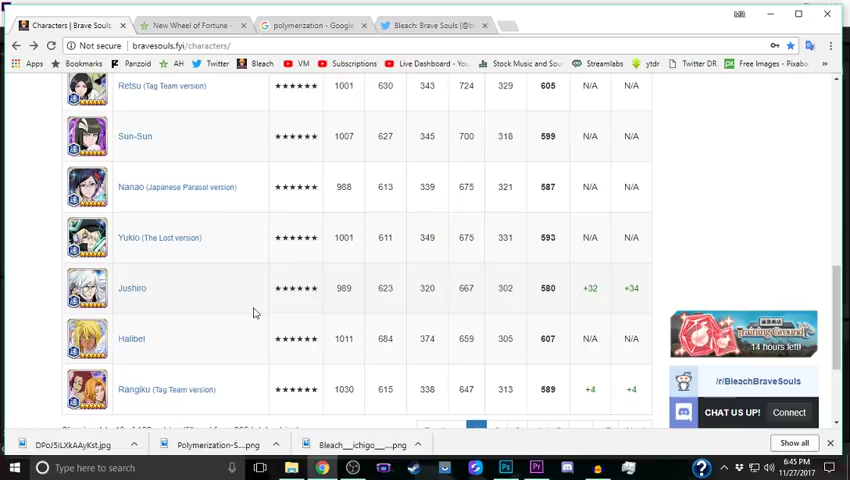 Characters | Brave Souls. New Wheel of Fortune - polymerization - Google Bleach: Brave Souls (@b MR
Not secure bravesouls.fyi/characters/
Apps Favorites AH Panzoid Twitter Bleach VM Subscriptions Live Dashboard - You Stock Music and Sou Streamlabs ytdr Twitter DR Free Images - Pixaba »
Retsu (Tag Team version) ★★★★★★ 1001 630 343 724 329 605 N/A N/A
Sun-Sun ★★★★★★ 1007 627 345 700 318 599 N/A N/A
Nanao (Japanese Parasol version) ★★★★★★ 988 613 339 675 321 587 N/A N/A
Yukio (The Lost version) ★★★★★★ 1001 611 349 675 331 593 N/A N/A
Jushiro ★★★★★★ 989 623 320 667 302 580 +32 +34
Halibel ★★★★★★ 1011 684 374 659 305 607 N/A N/A
Rangiku (Tag Team version) ★★★★★★ 1030 615 338 647 313 589 +4 +4
Training Ground
14 hours left!
/r/BleachBraveSouls
CHAT US UP! Connect
DPoJ5iLXkAAyKst.jpg Polymerization-S....png Bleach__ichigo_....png Show all
Type here to search
6:45 PM
11/27/2017